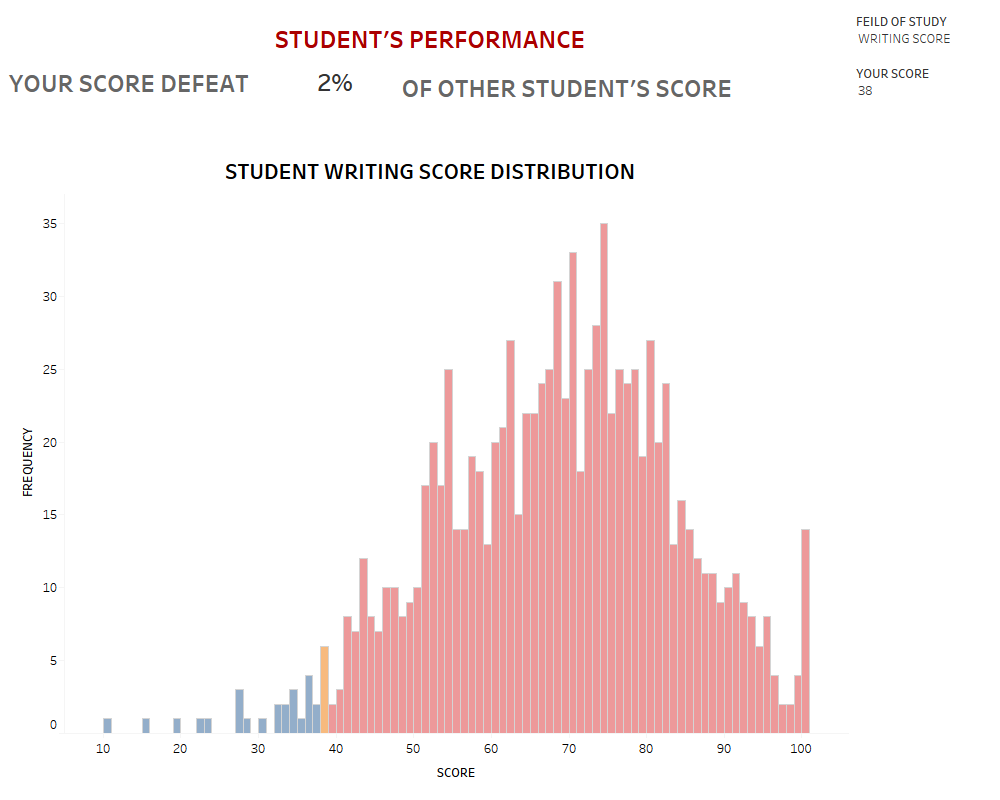 STUDENT'S PERFORMANCE
FEILD OF STUDY
WRITING SCORE
YOUR SCORE DEFEAT 2% OF OTHER STUDENT'S SCORE
YOUR SCORE
38
STUDENT WRITING SCORE DISTRIBUTION
35
30
25
20
15
10
5
0
FREQUENCY
10 20 30 40 50 60 70 80 90 100
SCORE